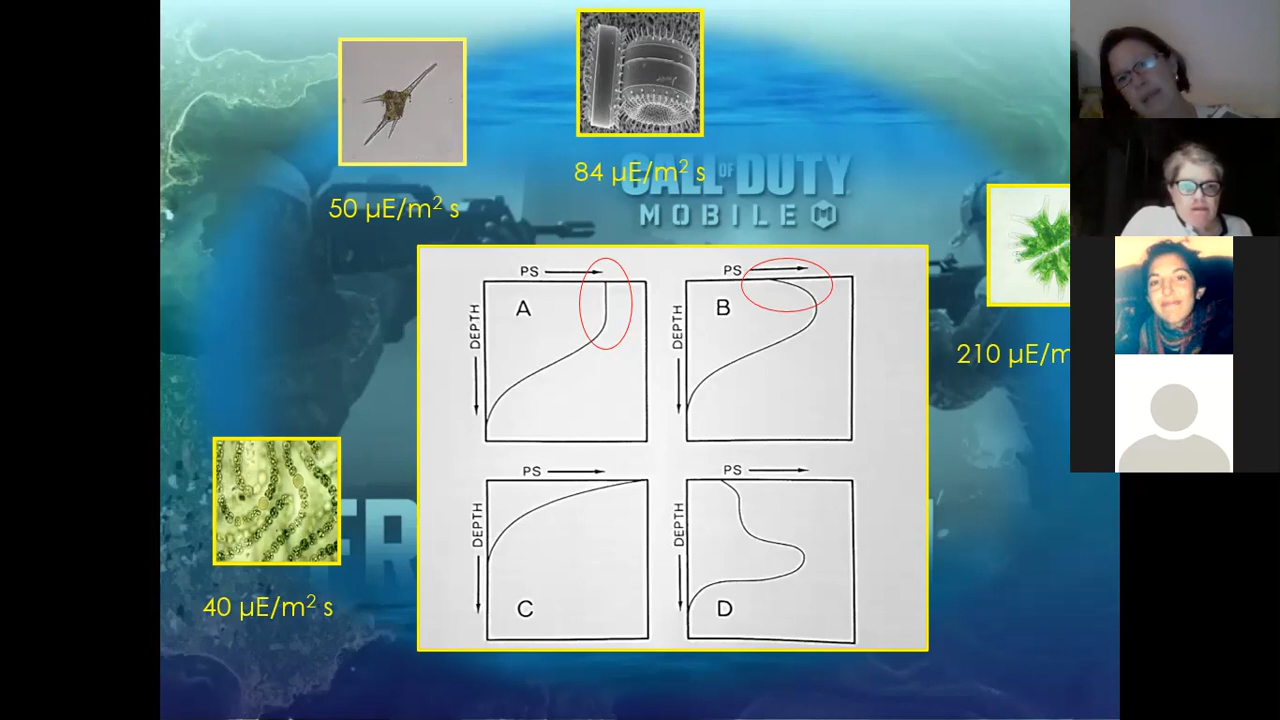 84 µE/m² s
50 µE/m² s
CALL OF DUTY
MOBILE
210 µE/m
PS
A
DEPTH
PS
B
DEPTH
PS
C
DEPTH
PS
D
DEPTH
40 µE/m² s
ER